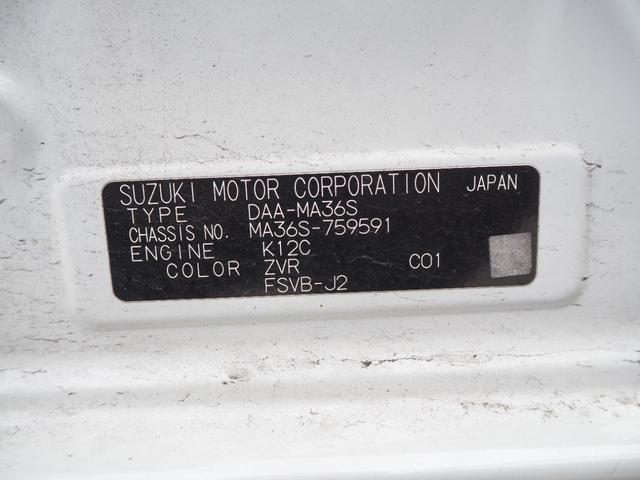 SUZUKI MOTOR CORPORATION JAPAN
TYPE DAA-MA36S
CHASSIS NO. MA36S-759591
ENGINE K12C
COLOR ZVR C01
FSVB-J2